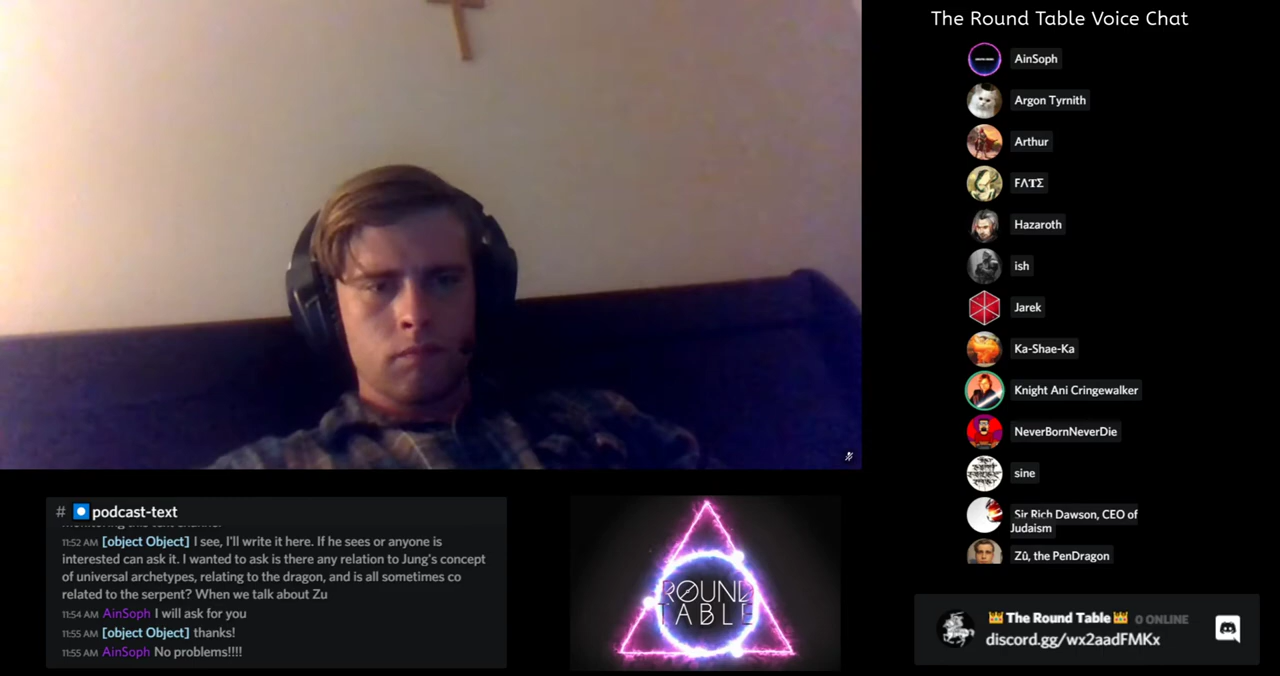 The Round Table Voice Chat
AinSoph
Argon Tyrnith
Arthur
FΛTΣ
Hazaroth
ish
Jarek
Ka-Shae-Ka
Knight Ani Cringewalker
NeverBornNeverDie
sine
Sir Rich Dawson, CEO of
Judaism
Zû, the PenDragon
# podcast-text
11:52 AM [object Object] I see, I'll write it here. If he sees or anyone is
interested can ask it. I wanted to ask is there any relation to Jung's concept
of universal archetypes, relating to the dragon, and is all sometimes co
related to the serpent? When we talk about Zu
11:54 AM AinSoph I will ask for you
11:55 AM [object Object] thanks!
11:55 AM AinSoph No problems!!!!
ROUND
TABLE
👑 The Round Table 👑 0 ONLINE
discord.gg/wx2aadFMKx